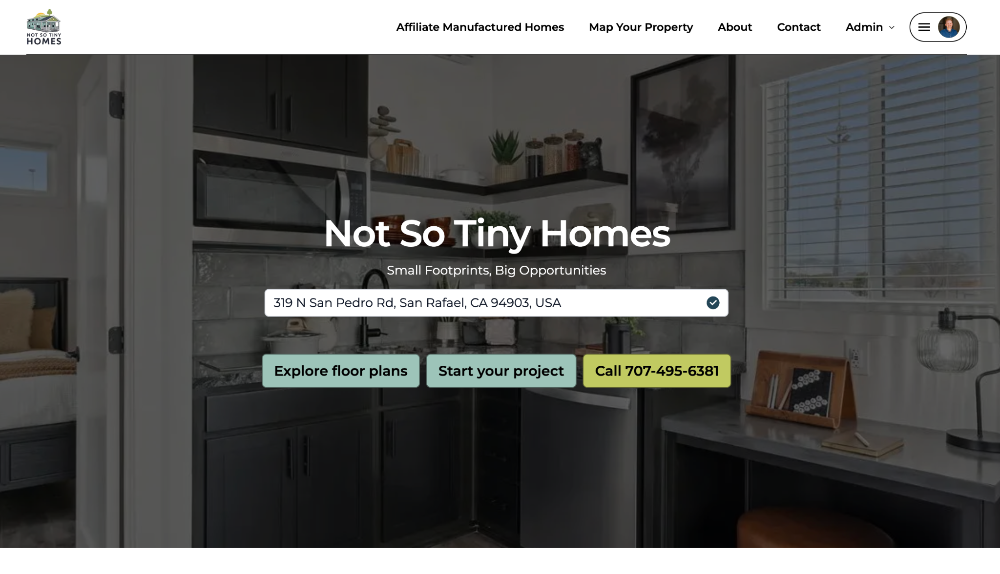 NOT SO TINY
HOMES
Affiliate Manufactured Homes
Map Your Property
About
Contact
Admin
Not So Tiny Homes
Small Footprints, Big Opportunities
319 N San Pedro Rd, San Rafael, CA 94903, USA
Explore floor plans
Start your project
Call 707-495-6381